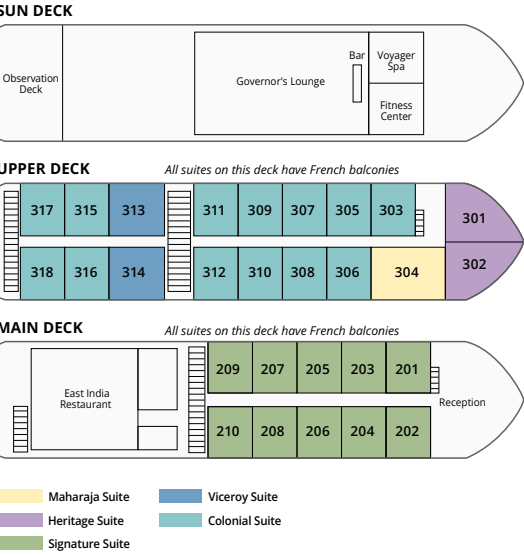 SUN DECK
Observation
Deck
Governor's Lounge
Bar
Voyager
Spa
Fitness
Center
UPPER DECK
All suites on this deck have French balconies
317 315 313 311 309 307 305 303 301
318 316 314 312 310 308 306 304 302
MAIN DECK
All suites on this deck have French balconies
East India
Restaurant
209 207 205 203 201
210 208 206 204 202
Reception
Maharaja Suite
Viceroy Suite
Heritage Suite
Colonial Suite
Signature Suite